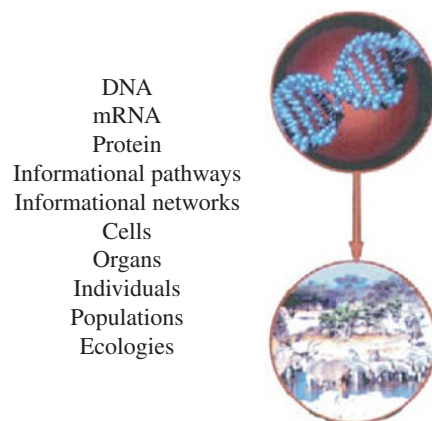 DNA
mRNA
Protein
Informational pathways
Informational networks
Cells
Organs
Individuals
Populations
Ecologies